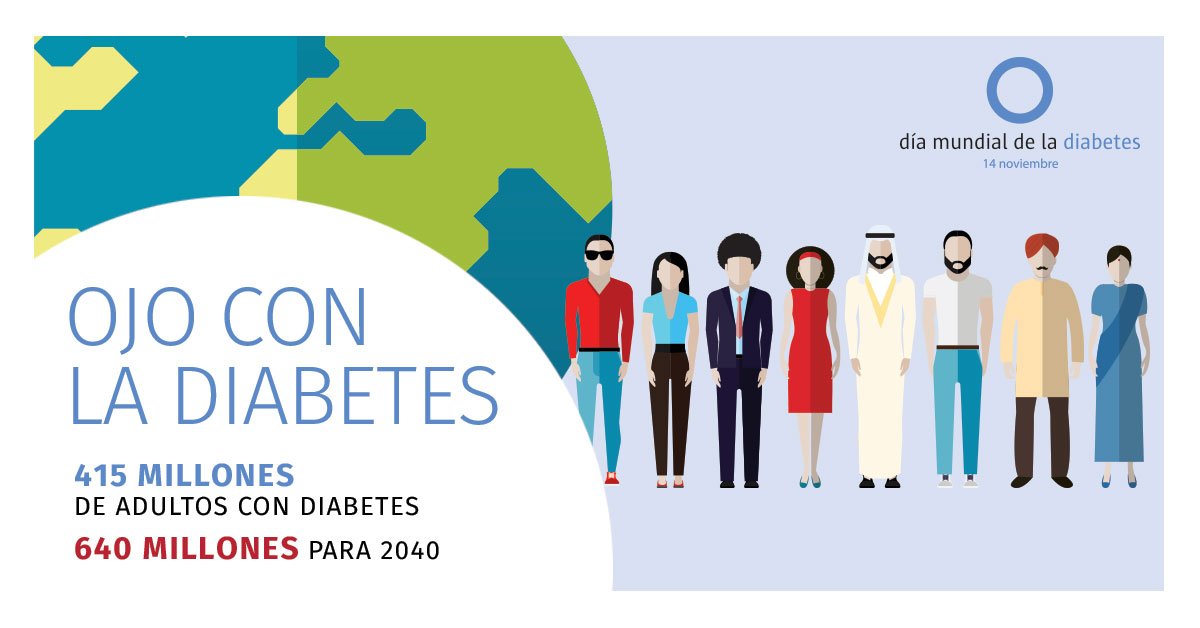 OJO CON
LA DIABETES
415 MILLONES
DE ADULTOS CON DIABETES
640 MILLONES PARA 2040
día mundial de la diabetes
14 noviembre